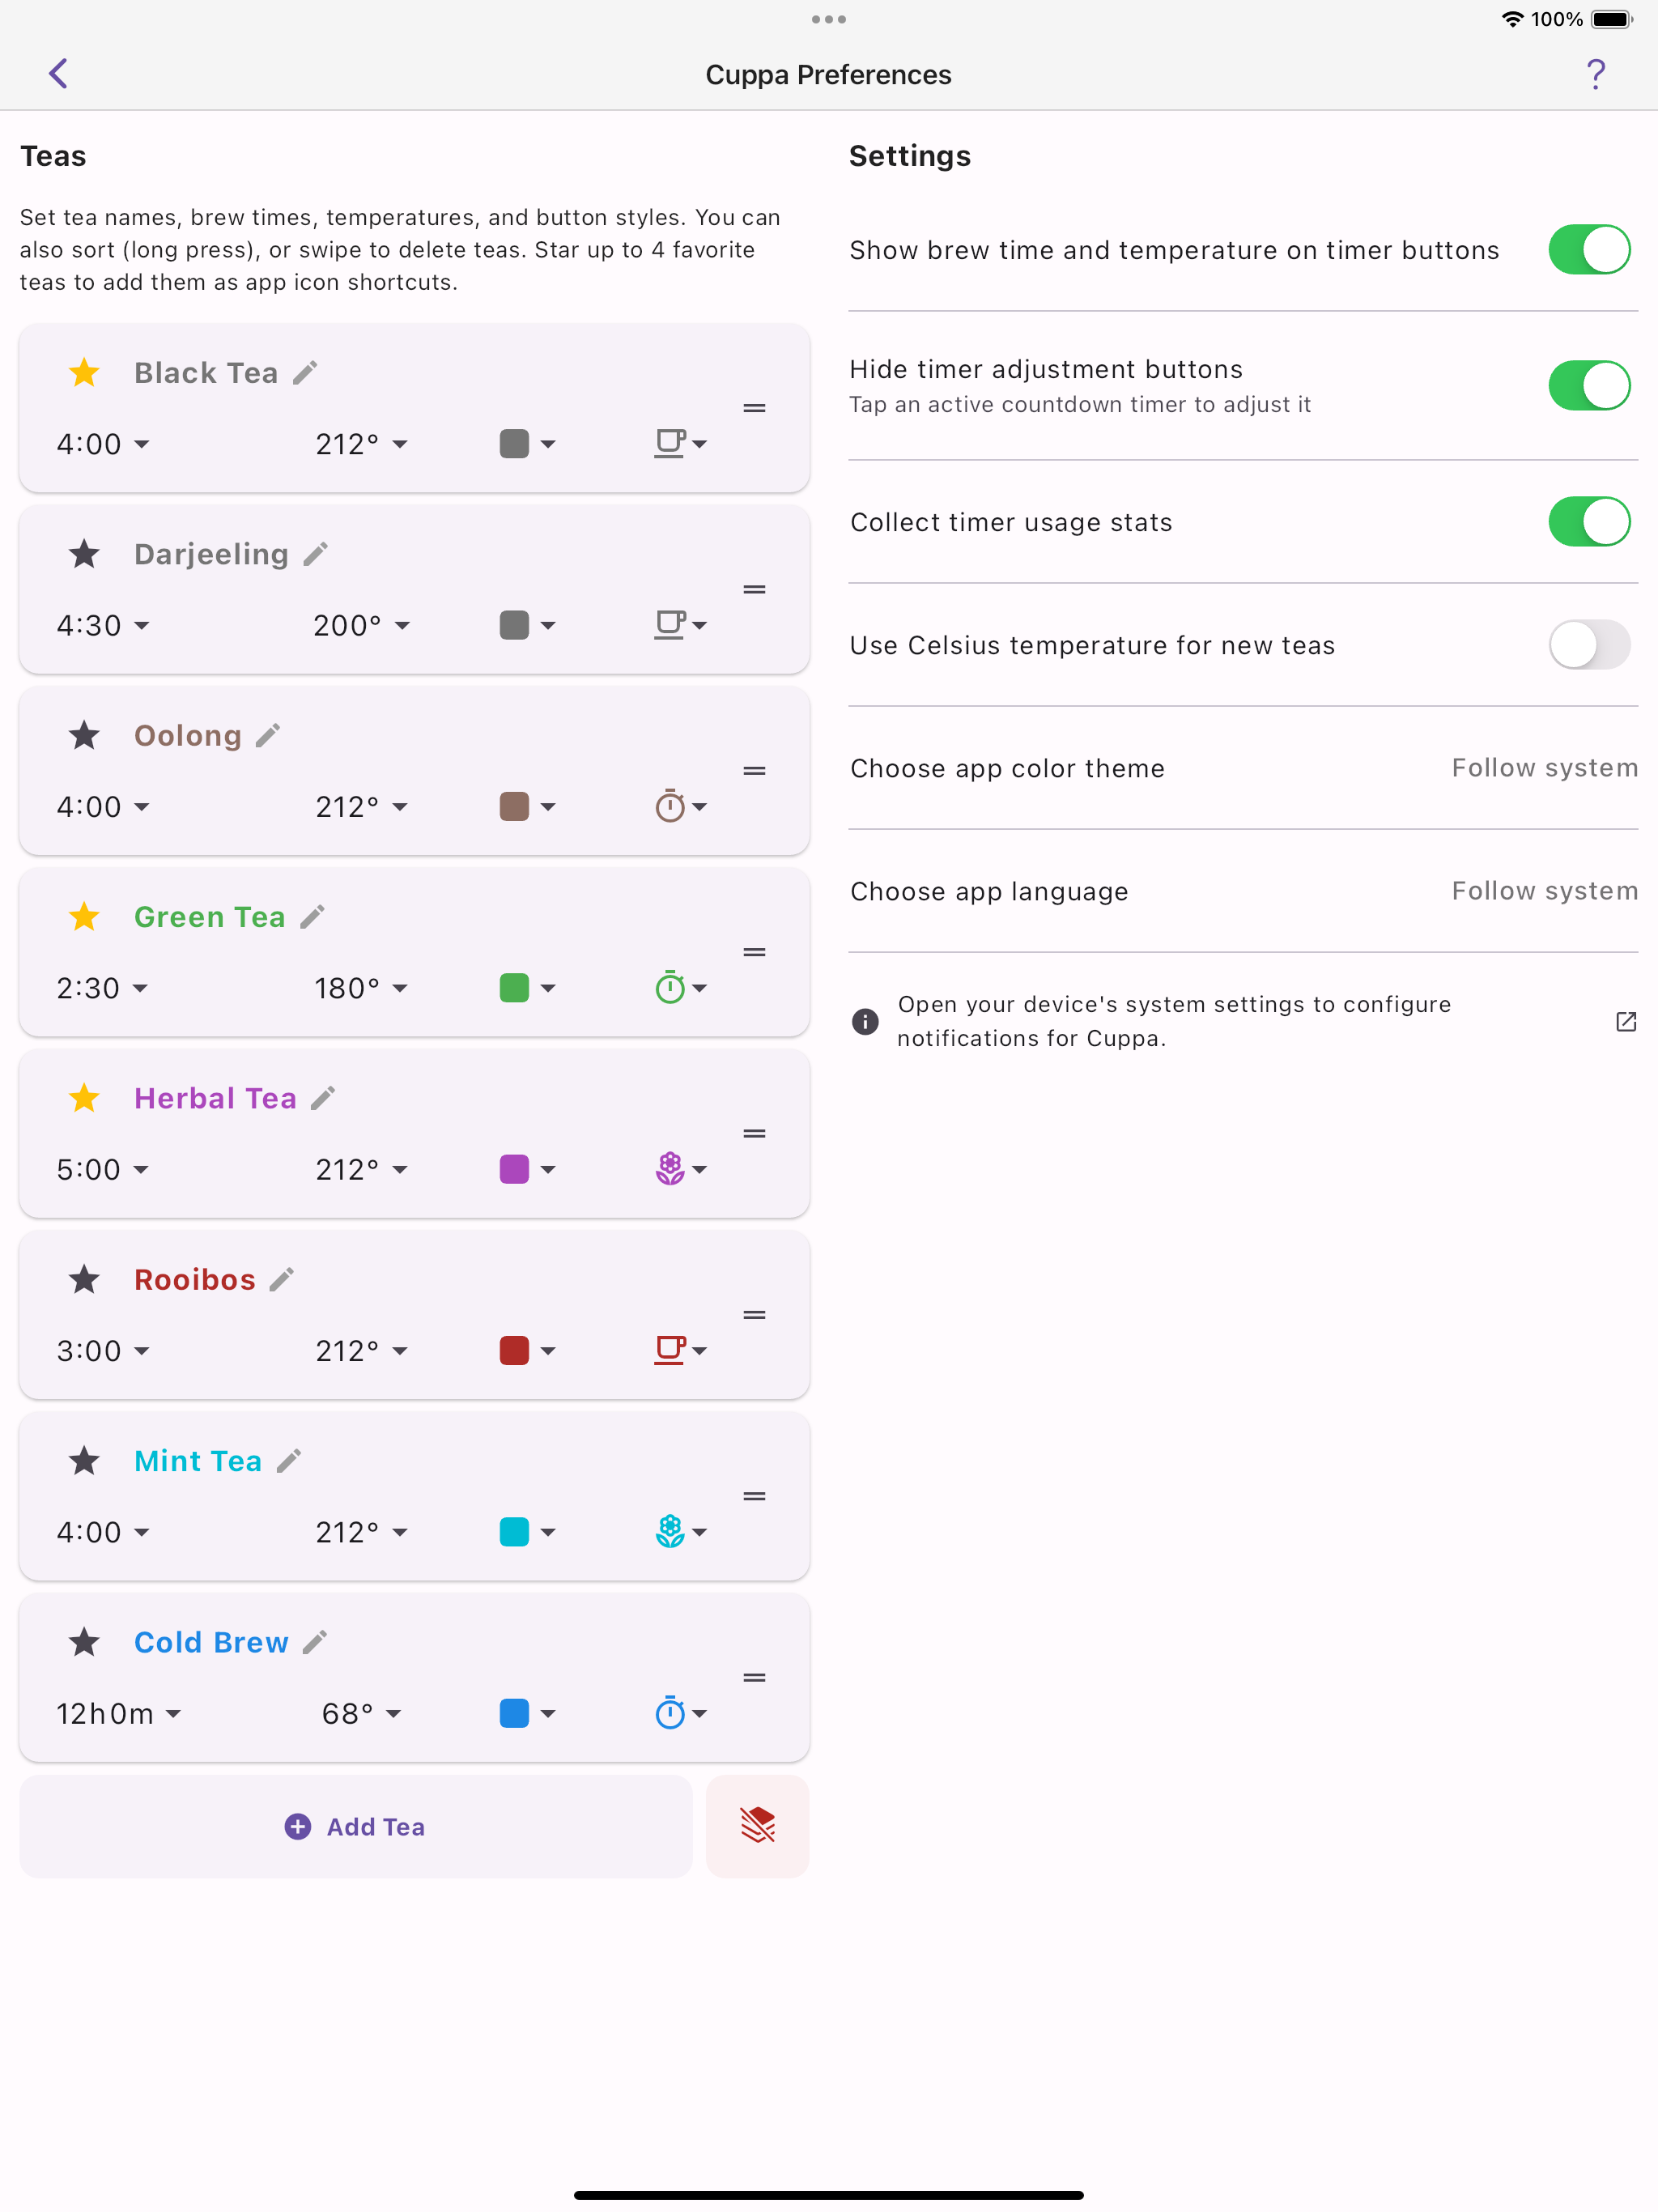 100%
Cuppa Preferences
?
Teas
Set tea names, brew times, temperatures, and button styles. You can
also sort (long press), or swipe to delete teas. Star up to 4 favorite
teas to add them as app icon shortcuts.
Black Tea
4:00 212°
Darjeeling
4:30 200°
Oolong
4:00 212°
Green Tea
2:30 180°
Herbal Tea
5:00 212°
Rooibos
3:00 212°
Mint Tea
4:00 212°
Cold Brew
12h 0m 68°
Add Tea
Settings
Show brew time and temperature on timer buttons
Hide timer adjustment buttons
Tap an active countdown timer to adjust it
Collect timer usage stats
Use Celsius temperature for new teas
Choose app color theme Follow system
Choose app language Follow system
Open your device's system settings to configure
notifications for Cuppa.